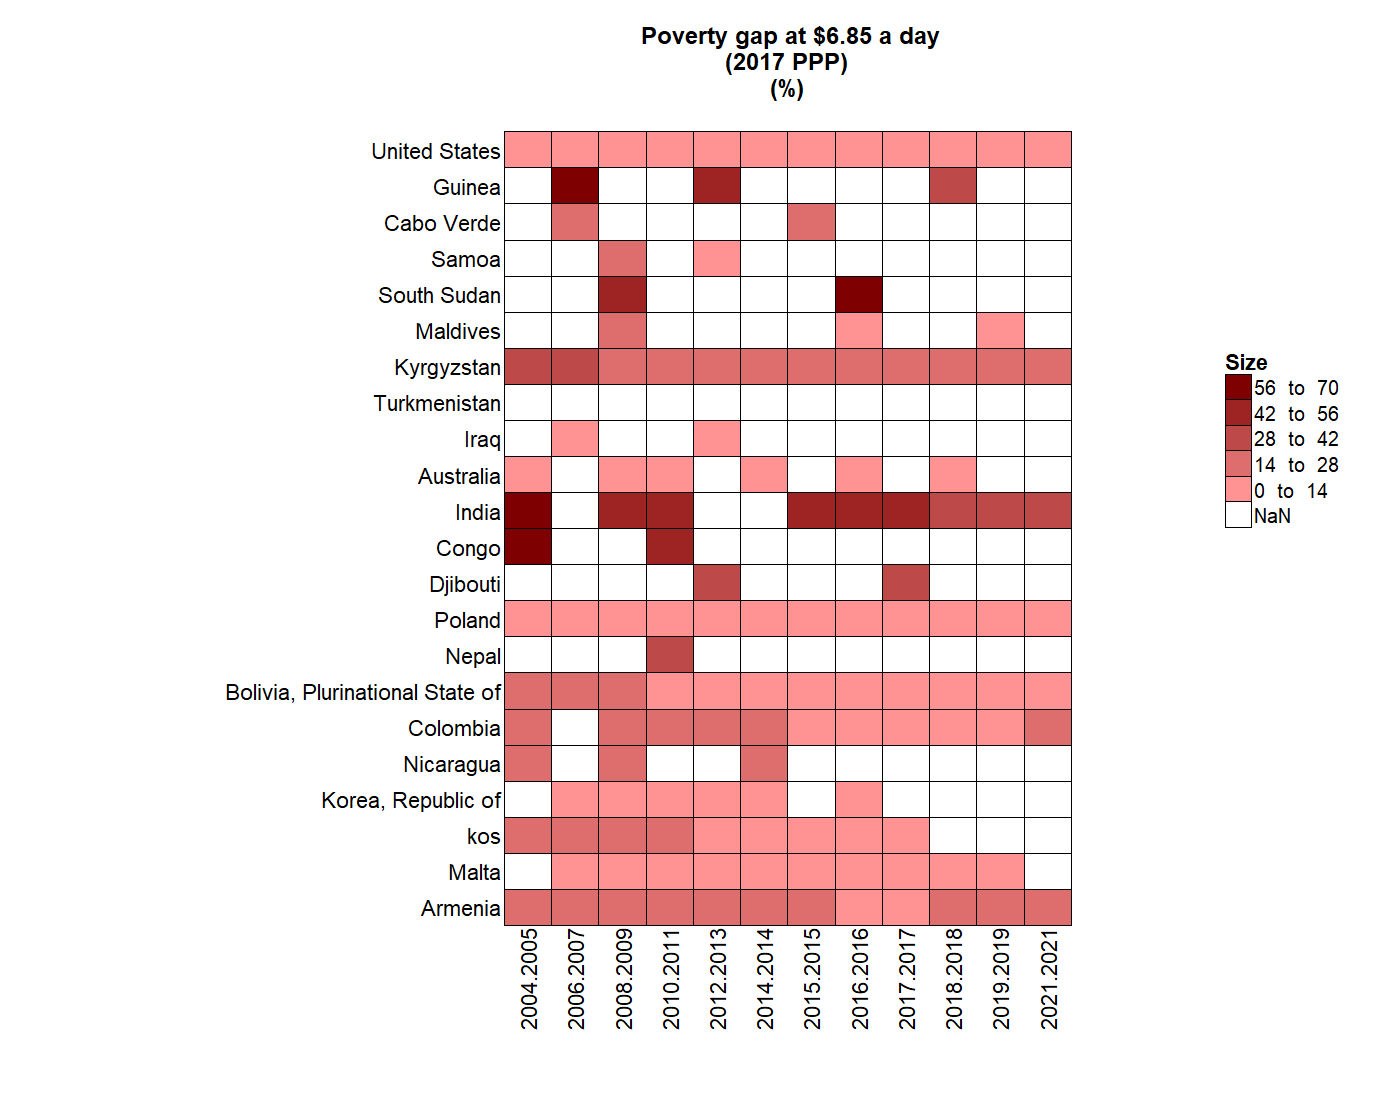 Poverty gap at $6.85 a day
(2017 PPP)
(%)
United States
Guinea
Cabo Verde
Samoa
South Sudan
Maldives
Kyrgyzstan
Turkmenistan
Iraq
Australia
India
Congo
Djibouti
Poland
Nepal
Bolivia, Plurinational State of
Colombia
Nicaragua
Korea, Republic of
kos
Malta
Armenia
2004.2005
2006.2007
2008.2009
2010.2011
2012.2013
2014.2014
2015.2015
2016.2016
2017.2017
2018.2018
2019.2019
2021.2021
Size
56 to 70
42 to 56
28 to 42
14 to 28
0 to 14
NaN